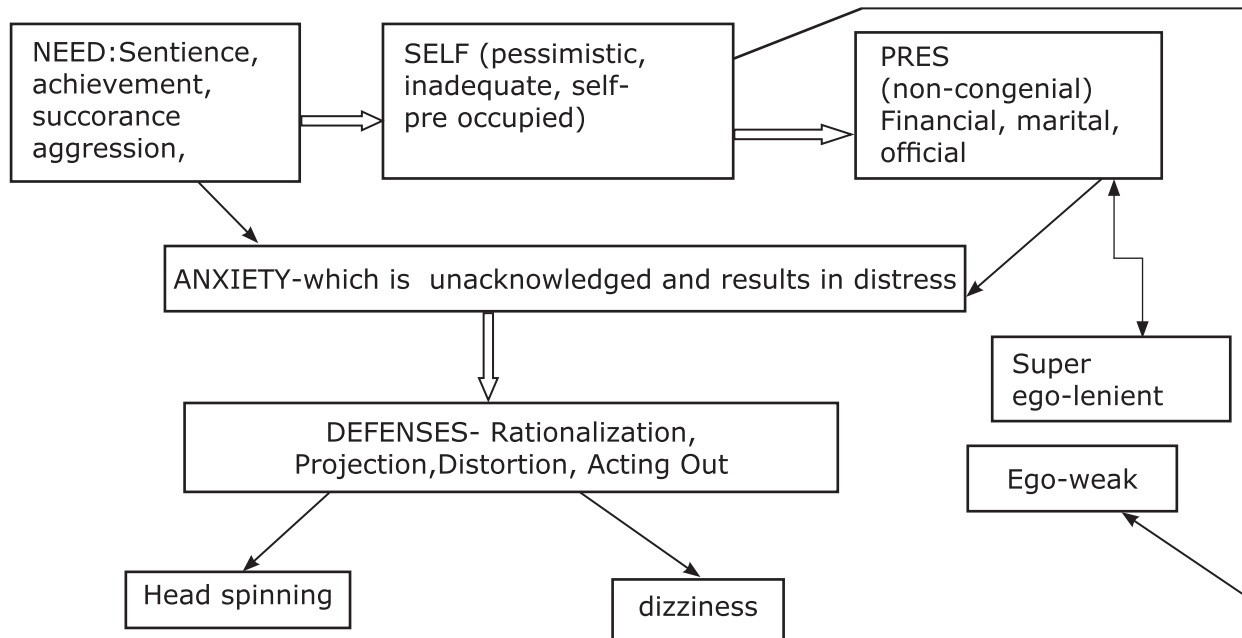 NEED:Sentience,
achievement,
succorance
aggression,
SELF (pessimistic,
inadequate, self-
pre occupied)
PRES
(non-congenial)
Financial, marital,
official
ANXIETY-which is  unacknowledged and results in distress
Super
ego-lenient
DEFENSES- Rationalization,
Projection,Distortion, Acting Out
Ego-weak
Head spinning
dizziness